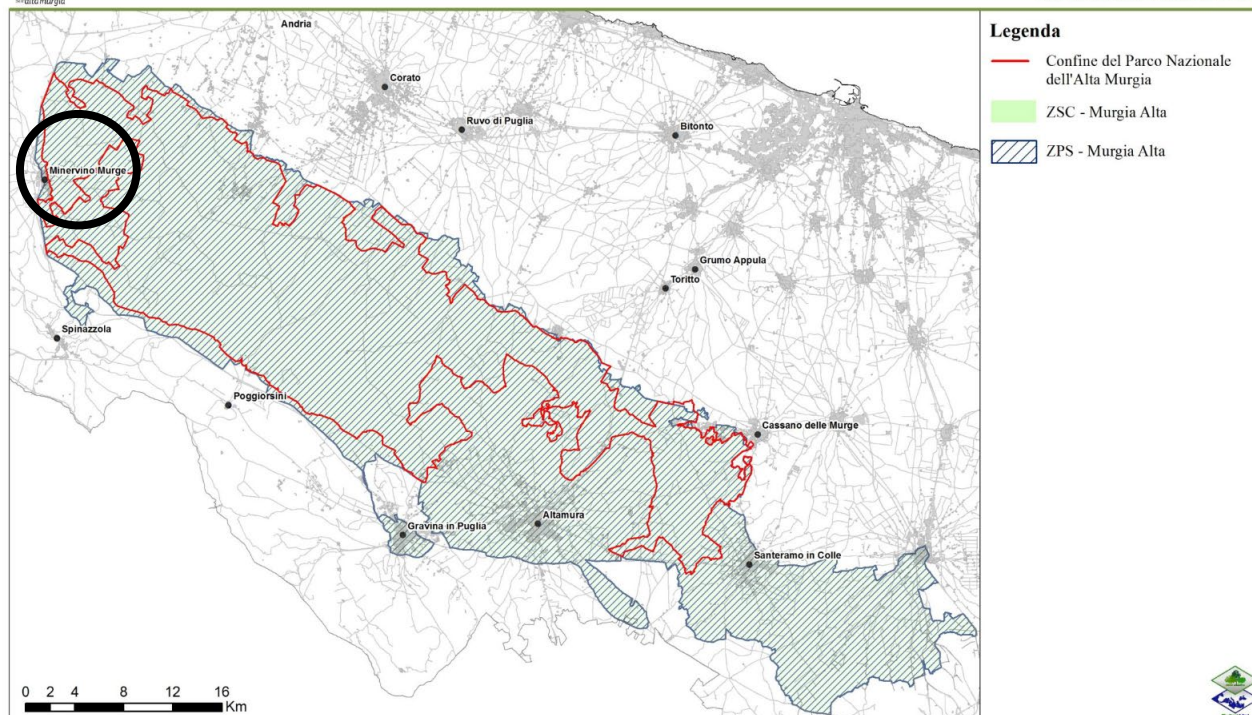 alta murgia
Andria
Corato
Ruvo di Puglia
Bitonto
Minervino Murge
Grumo Appula
Toritto
Spinazzola
Poggiorsini
Cassano delle Murge
Gravina in Puglia
Altamura
Santeramo in Colle
0 2 4 8 12 16
Km
Legenda
Confine del Parco Nazionale
dell'Alta Murgia
ZSC - Murgia Alta
ZPS - Murgia Alta